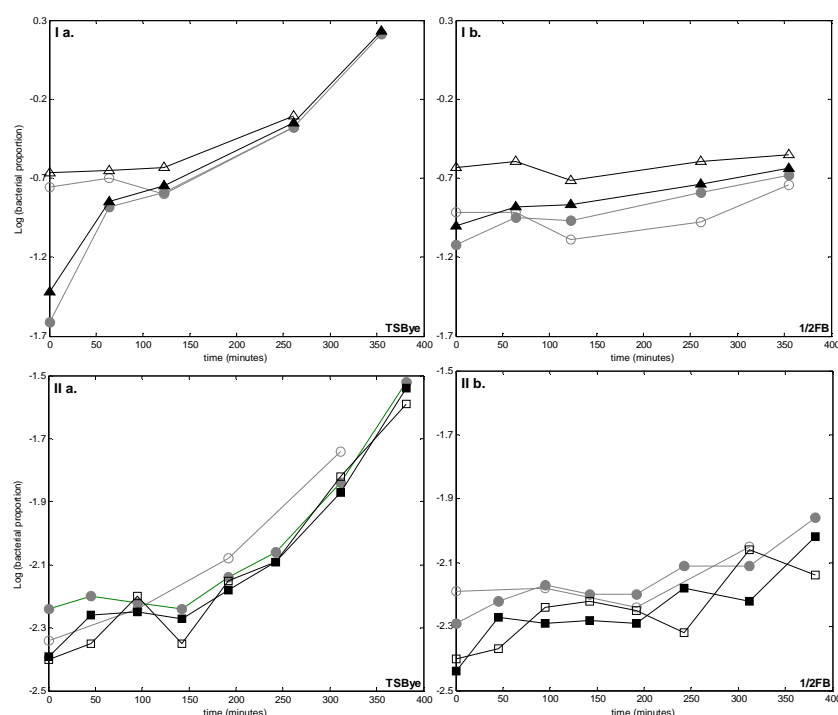 I a.
Log (bacterial proportion)
0.3
-0.2
-0.7
-1.2
-1.7
0 50 100 150 200 250 300 350 400
time (minutes)
TSBye
I b.
0.3
-0.2
-0.7
-1.2
-1.7
0 50 100 150 200 250 300 350 400
time (minutes)
1/2FB
II a.
Log (bacterial proportion)
-1.5
-1.7
-1.9
-2.1
-2.3
-2.5
0 50 100 150 200 250 300 350 400
time (minutes)
TSBye
II b.
-1.5
-1.7
-1.9
-2.1
-2.3
-2.5
0 50 100 150 200 250 300 350 400
time (minutes)
1/2FB